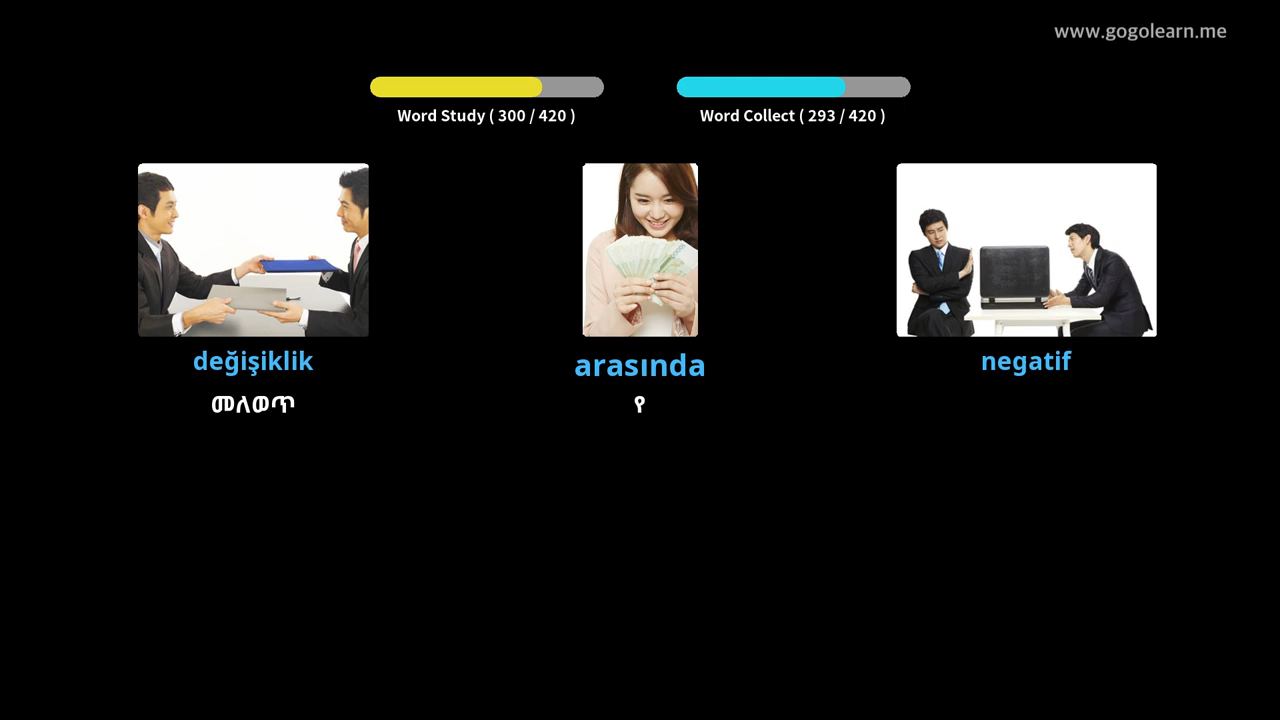 www.gogolearn.me
Word Study ( 300 / 420 )
Word Collect ( 293 / 420 )
değişiklik
arasında
negatif
መለወጥ
የ